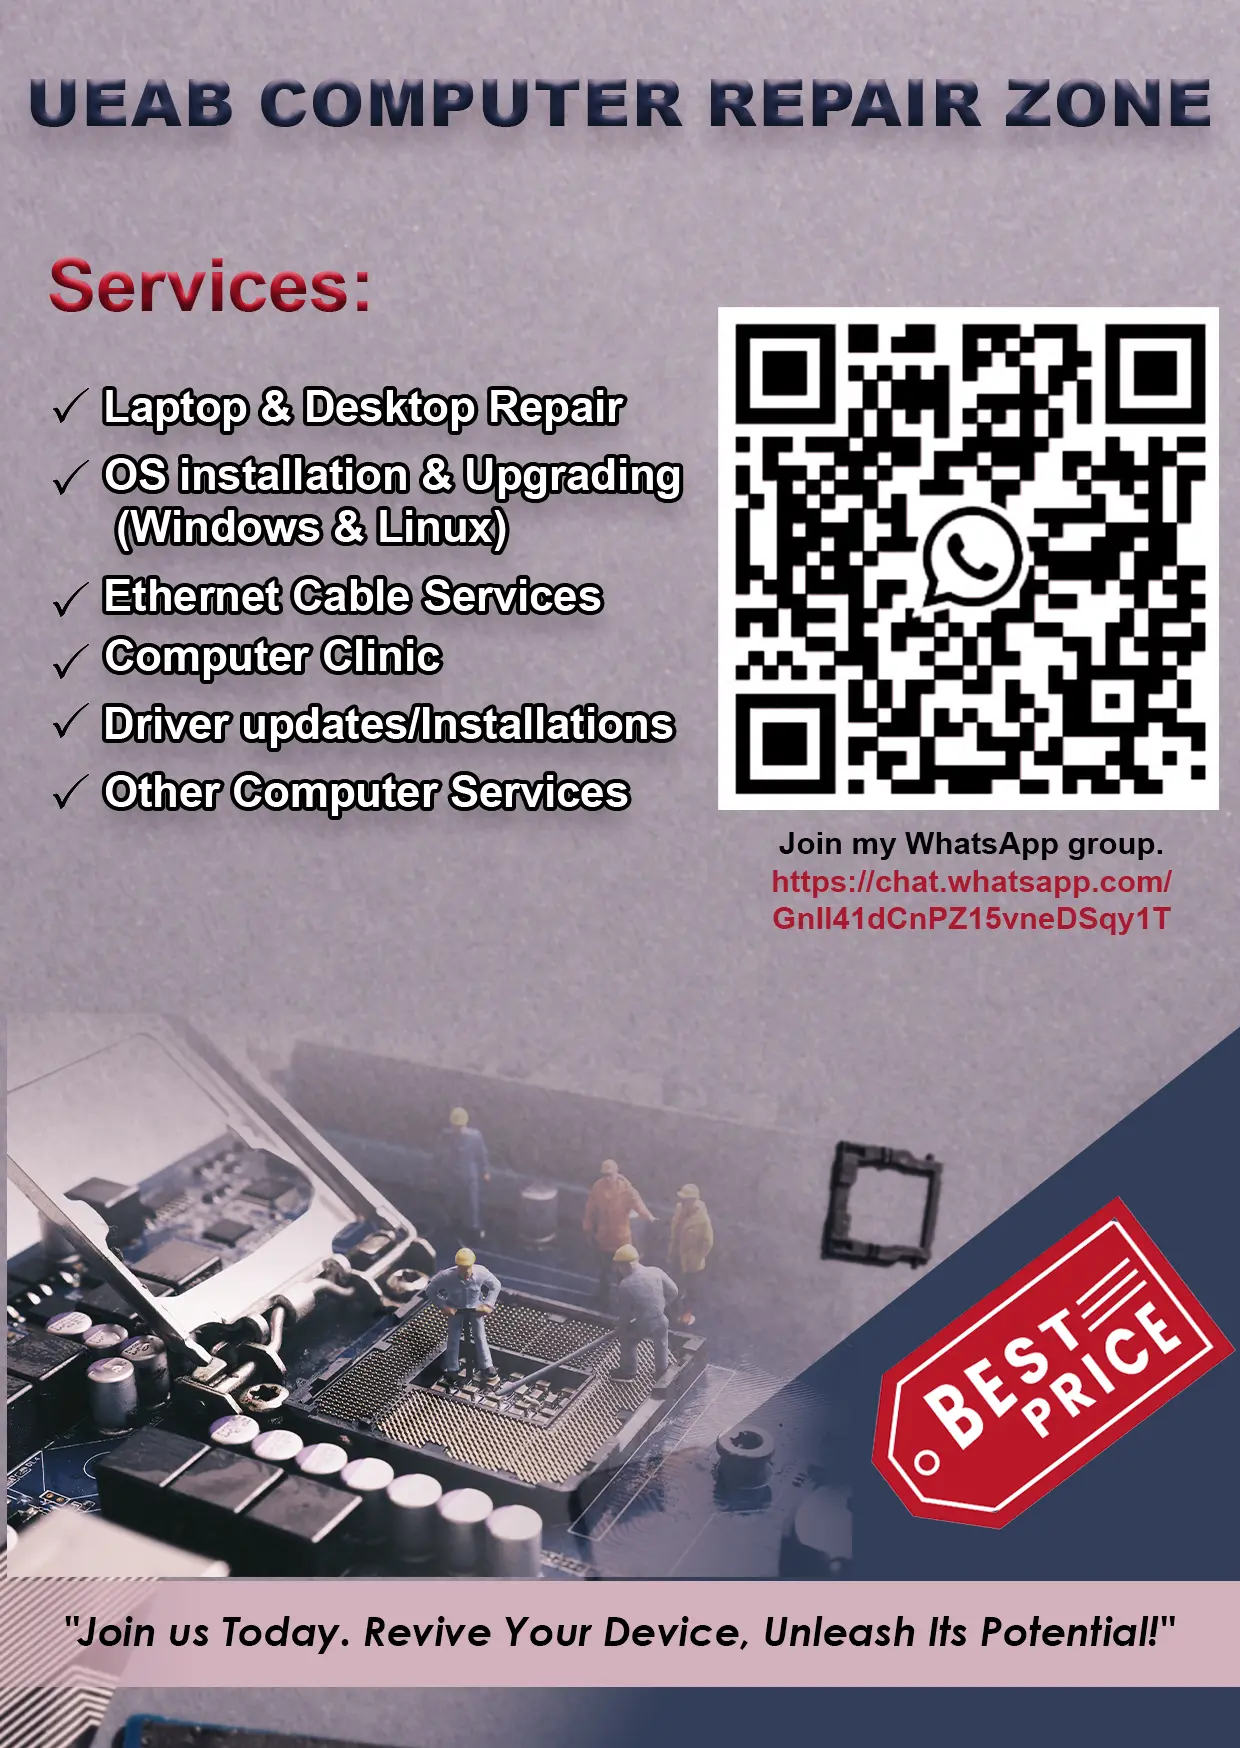 UEAB COMPUTER REPAIR ZONE
Services:
Laptop & Desktop Repair
OS installation & Upgrading
(Windows & Linux)
Ethernet Cable Services
Computer Clinic
Driver updates/Installations
Other Computer Services
Join my WhatsApp group.
https://chat.whatsapp.com/
GnII41dCnPZ15vneDSqy1T
BEST
PRICE
"Join us Today. Revive Your Device, Unleash Its Potential!"